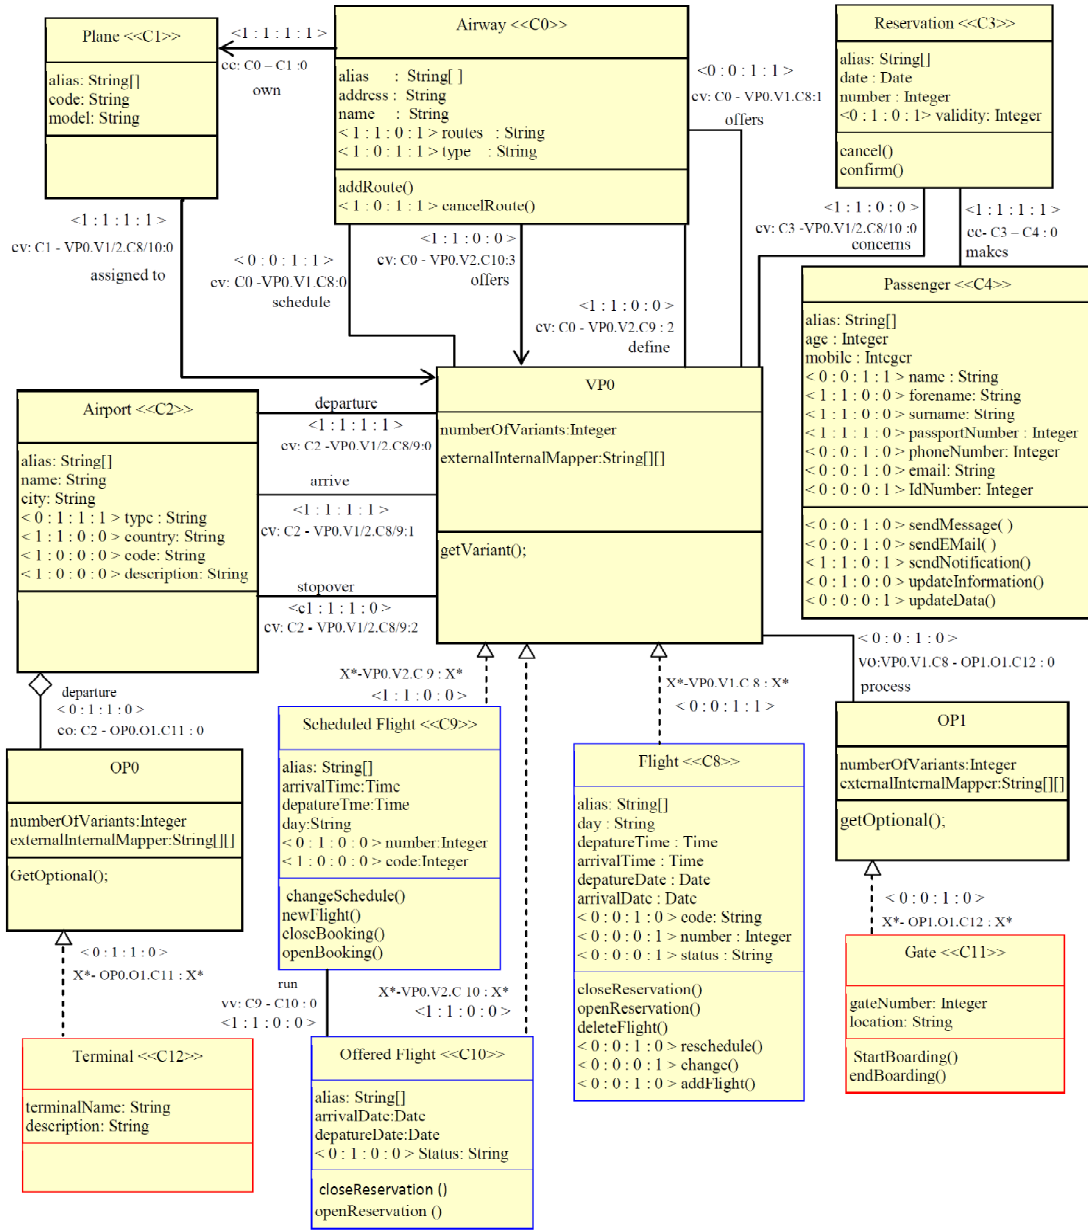 Plane <<C1>>
alias: String[]
code: String
model: String
<1 : 1 : 1 : 1 >
cc: C0 – C1 :0
own
Airway <<C0>>
alias : String[ ]
address : String
name : String
< 1 : 1 : 0 : 1 > routes : String
< 1 : 0 : 1 : 1 > type : String
addRoute()
< 1 : 0 : 1 : 1 > cancelRoute()
<0 : 0 : 1 : 1 >
cv: C0 - VP0.V1.C8:1
offers
Reservation <<C3>>
alias: String[]
date : Date
number : Integer
<0 : 1 : 0 : 1> validity: Integer
cancel()
confirm()
<1 : 1 : 1 : 1 >
cv: C1 - VP0.V1/2.C8/10:0
assigned to
<0 : 0 : 1 : 1 >
cv: C0 -VP0.V1.C8:0
schedule
<1 : 1 : 0 : 0 >
cv: C0 - VP0.V2.C10:3
offers
<1 : 1 : 0 : 0 >
cv: C0 - VP0.V2.C9 : 2
define
<1 : 1 : 0 : 0 >
cv: C3 -VP0.V1/2.C8/10 :0
concerns
<1 : 1 : 1 : 1 >
cc- C3 – C4 : 0
makes
Passenger <<C4>>
alias: String[]
age : Integer
mobile : Integer
< 0 : 0 : 1 : 1 > name : String
< 1 : 1 : 0 : 0 > forename: String
< 1 : 1 : 0 : 0 > surname: String
< 1 : 1 : 1 : 0 > passportNumber : Integer
< 0 : 0 : 1 : 0 > phoneNumber: Integer
< 0 : 0 : 1 : 0 > email: String
< 0 : 0 : 0 : 1 > IdNumber: Integer
< 0 : 0 : 1 : 0 > sendMessage( )
< 0 : 0 : 1 : 0 > sendEMail( )
< 1 : 1 : 0 : 1 > sendNotification()
< 0 : 1 : 0 : 0 > updateInformation()
< 0 : 0 : 0 : 1 > updateData()
Airport <<C2>>
alias: String[]
name: String
city: String
< 0 : 1 : 1 : 1 > type : String
< 1 : 1 : 0 : 0 > country: String
< 1 : 0 : 0 : 0 > code: String
< 1 : 0 : 0 : 0 > description: String
departure
<1 : 1 : 1 : 1 >
cv: C2 -VP0.V1/2.C8/9:0
arrive
<1 : 1 : 1 : 1 >
cv: C2 - VP0.V1/2.C8/9:1
stopover
<c1 : 1 : 1 : 0 >
cv: C2 - VP0.V1/2.C8/9:2
VP0
numberOfVariants:Integer
externalInternalMapper:String[][]
getVariant();
X*-VP0.V2.C 9 : X*
<1 : 1 : 0 : 0 >
X*-VP0.V1.C 8 : X*
< 0 : 0 : 1 : 1 >
< 0 : 0 : 1 : 0 >
vo:VP0.V1.C8 - OP1.O1.C12 : 0
process
departure
< 0 : 1 : 1 : 0 >
co: C2 - OP0.O1.C11 : 0
OP0
numberOfVariants:Integer
externalInternalMapper:String[][]
GetOptional();
Scheduled Flight <<C9>>
alias: String[]
arrivalTime:Time
depatureTme:Time
day:String
< 0 : 1 : 0 : 0 > number:Integer
< 1 : 0 : 0 : 0 > code:Integer
changeSchedule()
newFlight()
closeBooking()
openBooking()
Flight <<C8>>
alias: String[]
day : String
depatureTime : Time
arrivalTime : Time
depatureDate : Date
arrivalDate : Date
< 0 : 0 : 1 : 0 > code: String
< 0 : 0 : 0 : 1 > number : Integer
< 0 : 0 : 0 : 1 > status : String
closeReservation()
openReservation()
deleteFlight()
< 0 : 0 : 1 : 0 > reschedule()
< 0 : 0 : 0 : 1 > change()
< 0 : 0 : 1 : 0 > addFlight()
OP1
numberOfVariants:Integer
externalInternalMapper:String[][]
getOptional();
< 0 : 0 : 1 : 0 >
X*- OP1.O1.C12 : X*
Gate <<C11>>
gateNumber: Integer
location: String
StartBoarding()
endBoarding()
< 0 : 1 : 1 : 0 >
X*- OP0.O1.C11 : X*
Terminal <<C12>>
terminalName: String
description: String
run
vv: C9 - C10 : 0
<1 : 1 : 0 : 0 >
X*-VP0.V2.C 10 : X*
<1 : 1 : 0 : 0 >
Offered Flight <<C10>>
alias: String[]
arrivalDate:Date
depatureDate:Date
< 0 : 1 : 0 : 0 > Status: String
closeReservation ()
openReservation ()